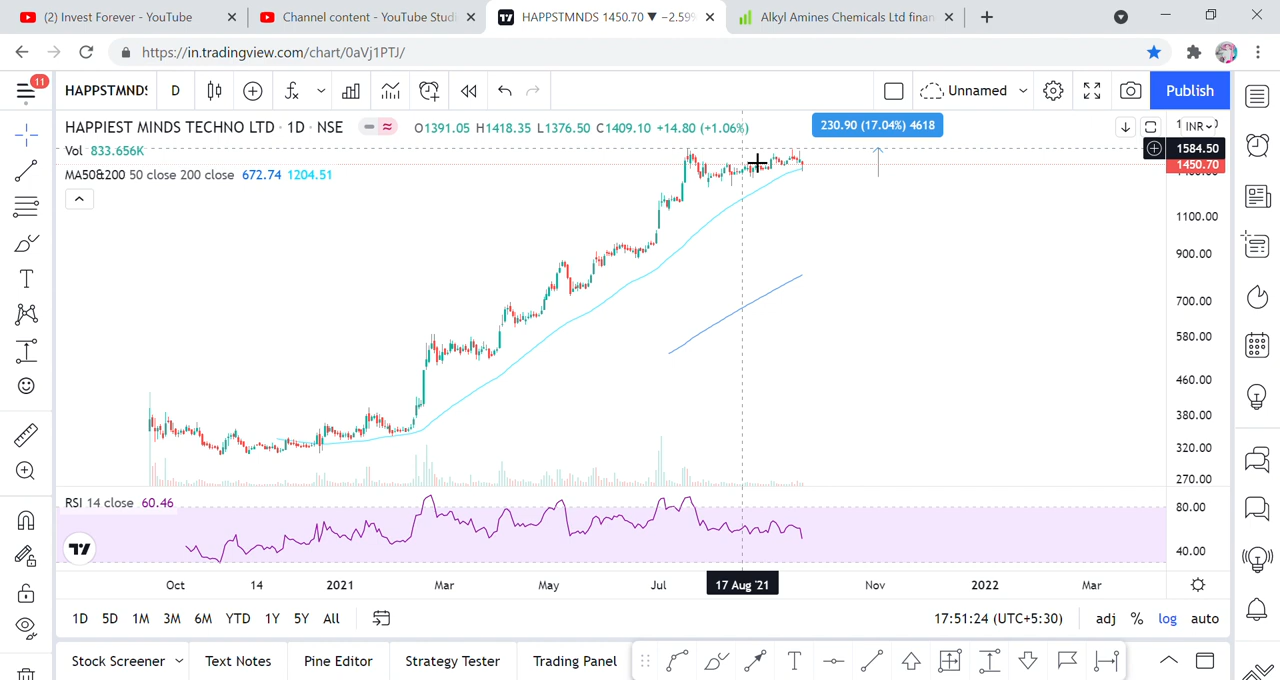 (2) Invest Forever - YouTube
Channel content - YouTube Studi
HAPPSTMNDS 1450.70 ▼ −2.59%
Alkyl Amines Chemicals Ltd finan
https://in.tradingview.com/chart/0aVj1PTJ/
11
HAPPSTMNDS
D
Unnamed
Publish
HAPPIEST MINDS TECHNO LTD · 1D · NSE
O1391.05 H1418.35 L1376.50 C1409.10 +14.80 (+1.06%)
230.90 (17.04%) 4618
INR
Vol 833.656K
1584.50
1450.70
MA50&200 50 close 200 close 672.74 1204.51
1100.00
900.00
700.00
580.00
460.00
380.00
320.00
270.00
RSI 14 close 60.46
80.00
40.00
Oct 14 2021 Mar May Jul 17 Aug '21 Nov 2022 Mar
1D 5D 1M 3M 6M YTD 1Y 5Y All
17:51:24 (UTC+5:30) adj % log auto
Stock Screener Text Notes Pine Editor Strategy Tester Trading Panel